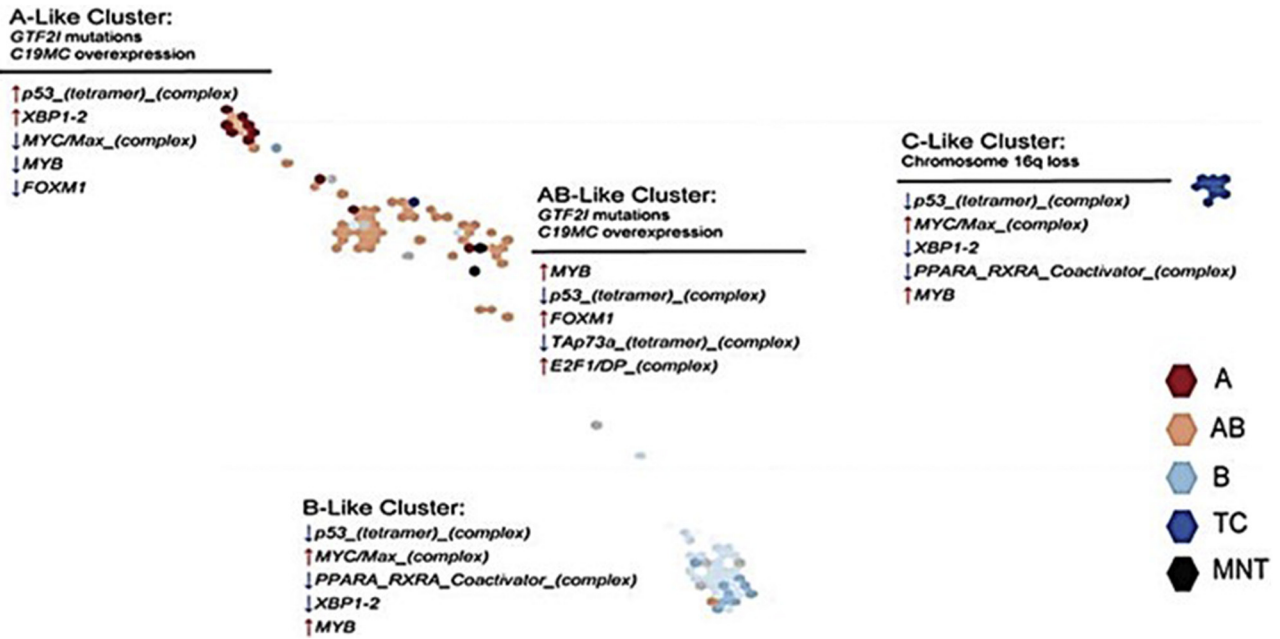 A-Like Cluster:
GTF2I mutations
C19MC overexpression
↑p53_(tetramer)_(complex)
↑XBP1-2
↓MYC/Max_(complex)
↓MYB
↓FOXM1
AB-Like Cluster:
GTF2I mutations
C19MC overexpression
↑MYB
↓p53_(tetramer)_(complex)
↑FOXM1
↓TAp73a_(tetramer)_(complex)
↑E2F1/DP_(complex)
C-Like Cluster:
Chromosome 16q loss
↓p53_(tetramer)_(complex)
↑MYC/Max_(complex)
↓XBP1-2
↓PPARA_RXRA_Coactivator_(complex)
↑MYB
B-Like Cluster:
↓p53_(tetramer)_(complex)
↑MYC/Max_(complex)
↓PPARA_RXRA_Coactivator_(complex)
↓XBP1-2
↑MYB
A
AB
B
TC
MNT